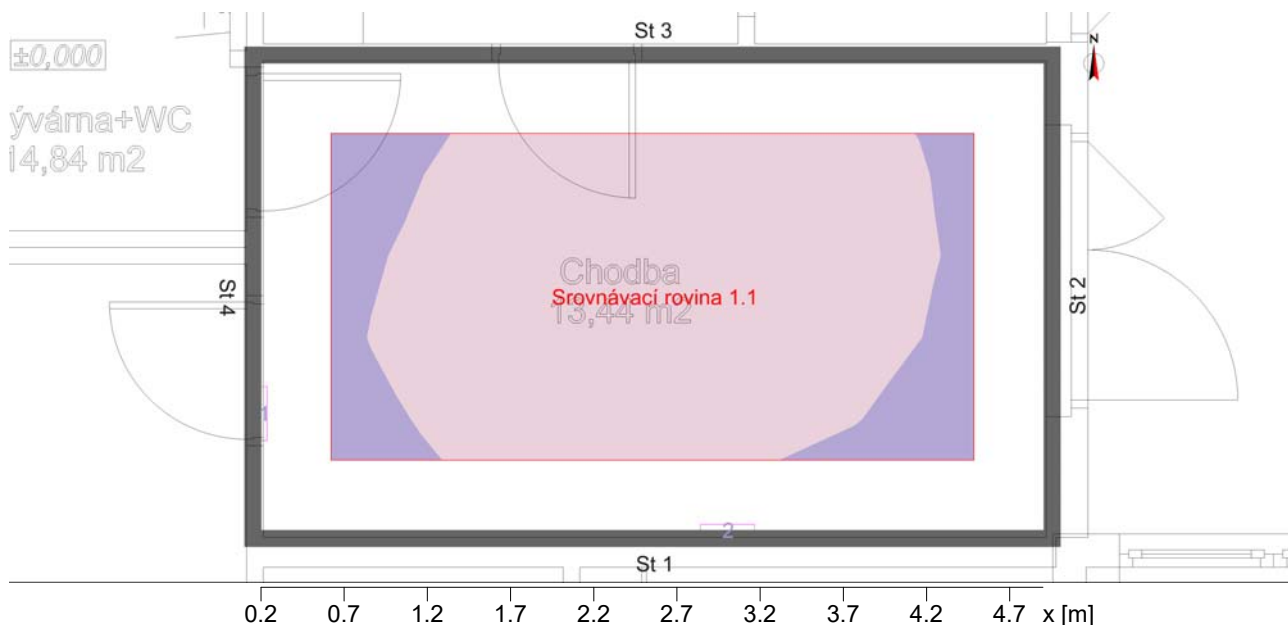 St 3
N
±0,000
ývárna+WC
14,84 m2
Chodba
Srovnávací rovina 1.1
13,44 m2
St 4
St 2
1
2
St 1
0.2 0.7 1.2 1.7 2.2 2.7 3.2 3.7 4.2 4.7 x [m]